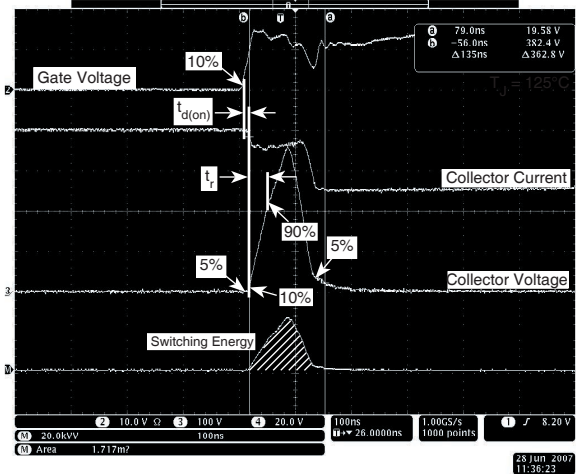 b T a
a 79.0ns 19.58 V
b −56.0ns 382.4 V
Δ135ns Δ362.8 V
10%
Gate Voltage
TJ = 125°C
2
td(on)
Collector Current
tr
90%
5%
5%
Collector Voltage
10%
3
Switching Energy
M
2 10.0 V Ω 3 100 V 4 20.0 V
100ns
T→▼ 26.0000ns
1.00GS/s
1000 points
1 8.20 V
M 20.0kVV 100ns
M Area 1.717m?
28 Jun 2007
11:36:23